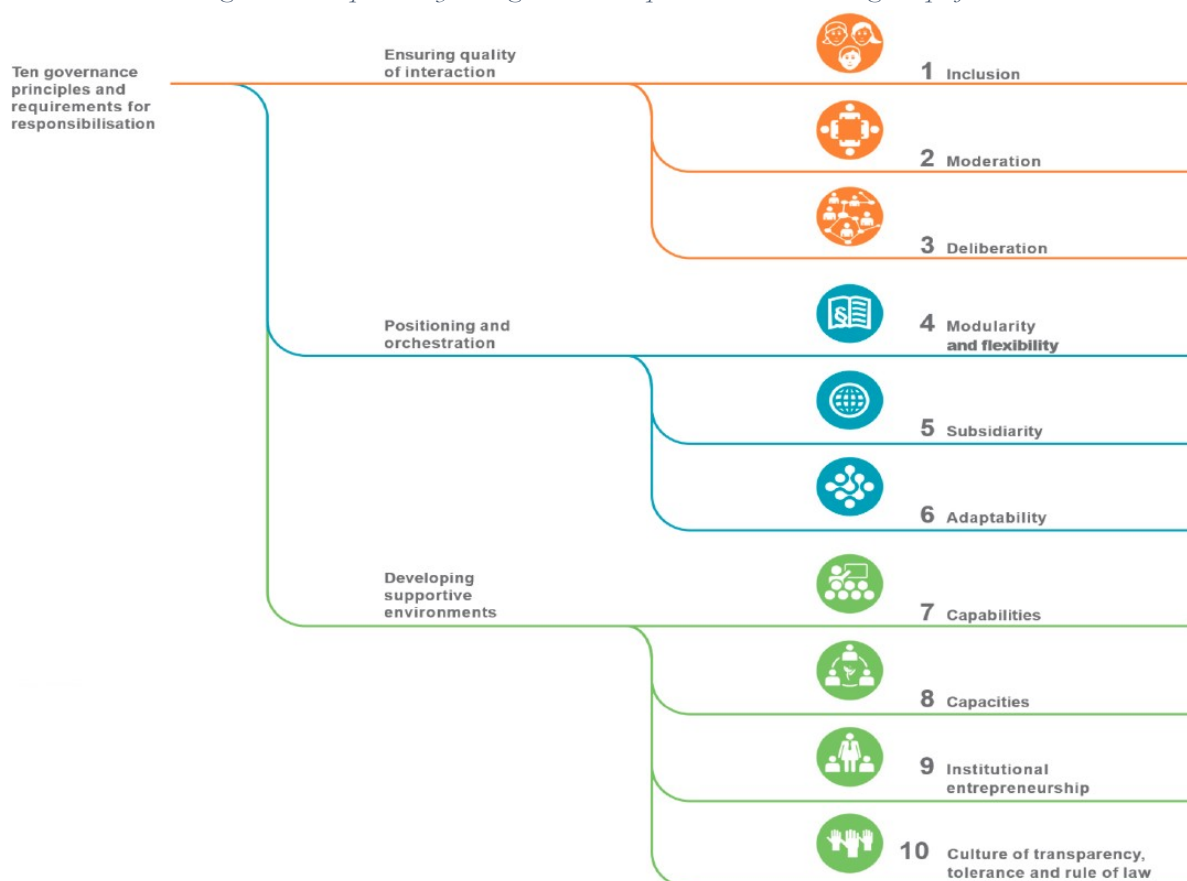 Ten governance
principles and
requirements for
responsibilisation
Ensuring quality
of interaction
1 Inclusion
2 Moderation
3 Deliberation
Positioning and
orchestration
4 Modularity
and flexibility
5 Subsidiarity
6 Adaptability
Developing
supportive
environments
7 Capabilities
8 Capacities
9 Institutional
entrepreneurship
10 Culture of transparency,
tolerance and rule of law
§